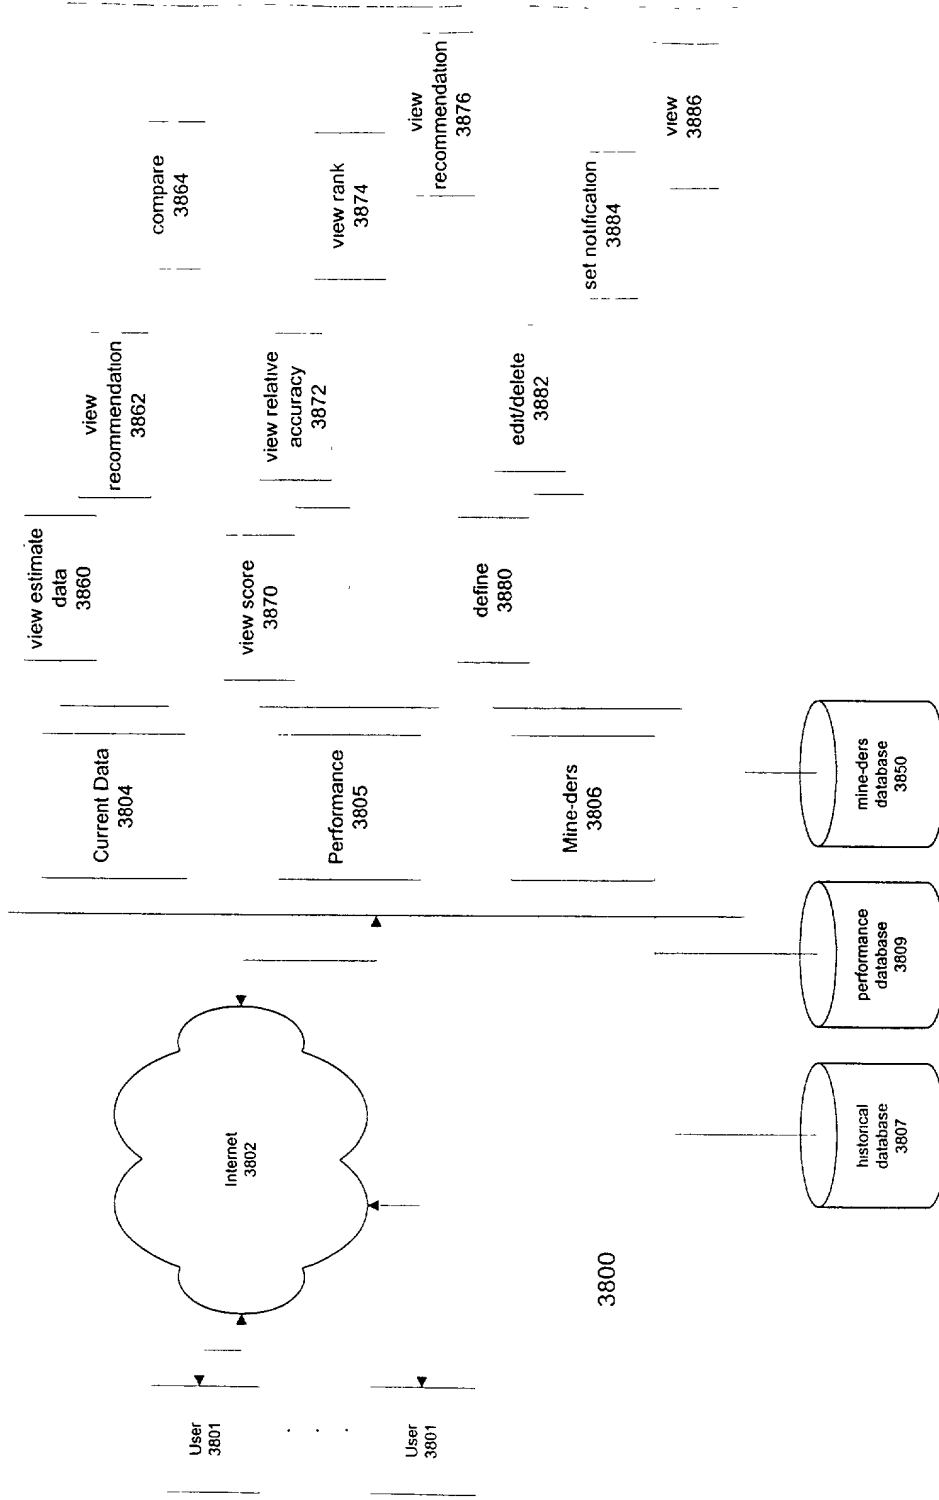 User
3801
. . .
User
3801
Internet
3802
3800
Current Data
3804
Performance
3805
Mine-ders
3806
view estimate
data
3860
view
recommendation
3862
compare
3864
view score
3870
view relative
accuracy
3872
view rank
3874
view
recommendation
3876
define
3880
edit/delete
3882
set notification
3884
view
3886
historical
database
3807
performance
database
3809
mine-ders
database
3850